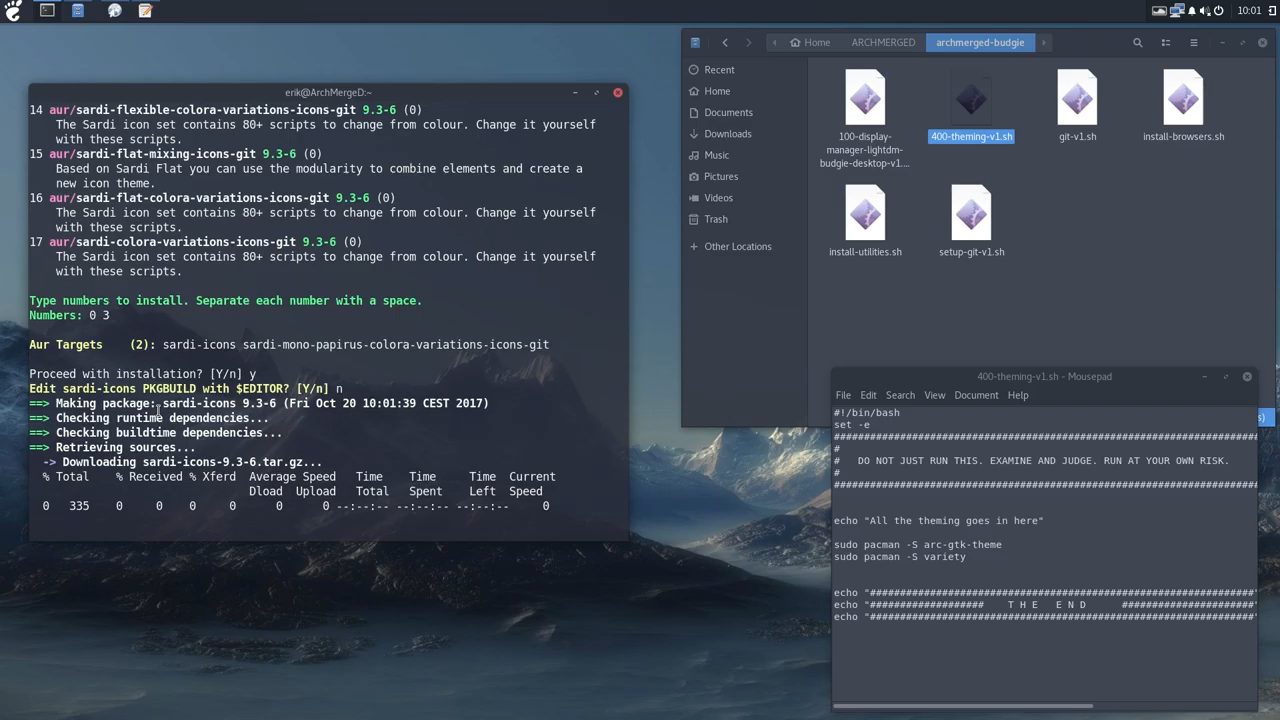 10:01
erik@ArchMergeD:~
14 aur/sardi-flexible-colora-variations-icons-git 9.3-6 (0)
The Sardi icon set contains 80+ scripts to change from colour. Change it yourself
with these scripts.
15 aur/sardi-flat-mixing-icons-git 9.3-6 (0)
Based on Sardi Flat you can use the modularity to combine elements and create a
new icon theme.
16 aur/sardi-flat-colora-variations-icons-git 9.3-6 (0)
The Sardi icon set contains 80+ scripts to change from colour. Change it yourself
with these scripts.
17 aur/sardi-colora-variations-icons-git 9.3-6 (0)
The Sardi icon set contains 80+ scripts to change from colour. Change it yourself
with these scripts.
Type numbers to install. Separate each number with a space.
Numbers: 0 3
Aur Targets    (2): sardi-icons sardi-mono-papirus-colora-variations-icons-git
Proceed with installation? [Y/n] y
Edit sardi-icons PKGBUILD with $EDITOR? [Y/n] n
==> Making package: sardi-icons 9.3-6 (Fri Oct 20 10:01:39 CEST 2017)
==> Checking runtime dependencies...
==> Checking buildtime dependencies...
==> Retrieving sources...
-> Downloading sardi-icons-9.3-6.tar.gz...
% Total    % Received % Xferd  Average Speed   Time    Time     Time  Current
Dload  Upload   Total   Spent    Left  Speed
0   335    0     0    0     0      0      0 --:--:-- --:--:-- --:--:--     0
Home
ARCHMERGED
archmerged-budgie
Recent
Home
Documents
Downloads
Music
Pictures
Videos
Trash
Other Locations
100-display-
manager-lightdm-
budgie-desktop-v1....
400-theming-v1.sh
git-v1.sh
install-browsers.sh
install-utilities.sh
setup-git-v1.sh
s)
400-theming-v1.sh - Mousepad
File Edit Search View Document Help
#!/bin/bash
set -e
######################################################################
#
#   DO NOT JUST RUN THIS. EXAMINE AND JUDGE. RUN AT YOUR OWN RISK.
#
######################################################################
echo "All the theming goes in here"
sudo pacman -S arc-gtk-theme
sudo pacman -S variety
echo "################################################################"
echo "###################    T H E   E N D      ######################"
echo "################################################################"